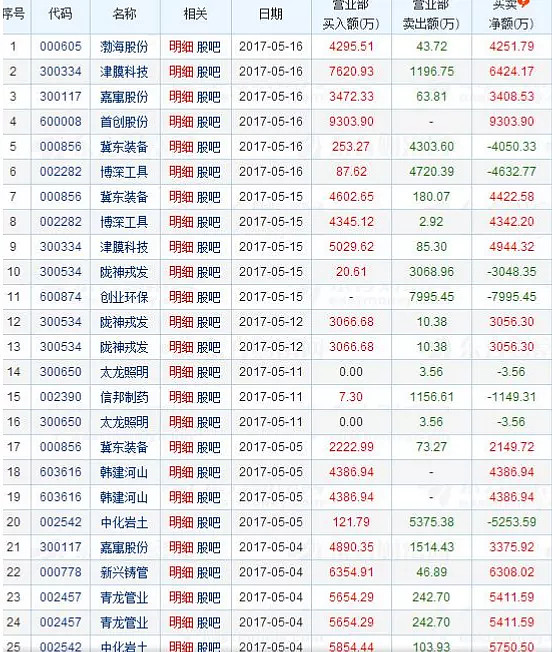 序号 代码 名称 相关 日期 营业部 买入额(万) 营业部 卖出额(万) 买卖 净额(万)
1 000605 渤海股份 明细 股吧 2017-05-16 4295.51 43.72 4251.79
2 300334 津膜科技 明细 股吧 2017-05-16 7620.93 1196.75 6424.17
3 300117 嘉寓股份 明细 股吧 2017-05-16 3472.33 63.81 3408.53
4 600008 首创股份 明细 股吧 2017-05-16 9303.90 - 9303.90
5 000856 冀东装备 明细 股吧 2017-05-16 253.27 4303.60 -4050.33
6 002282 博深工具 明细 股吧 2017-05-16 87.62 4720.39 -4632.77
7 000856 冀东装备 明细 股吧 2017-05-15 4602.65 180.07 4422.58
8 002282 博深工具 明细 股吧 2017-05-15 4345.12 2.92 4342.20
9 300334 津膜科技 明细 股吧 2017-05-15 5029.62 85.30 4944.32
10 300534 陇神戎发 明细 股吧 2017-05-15 20.61 3068.96 -3048.35
11 600874 创业环保 明细 股吧 2017-05-15 - 7995.45 -7995.45
12 300534 陇神戎发 明细 股吧 2017-05-12 3066.68 10.38 3056.30
13 300534 陇神戎发 明细 股吧 2017-05-12 3066.68 10.38 3056.30
14 300650 太龙照明 明细 股吧 2017-05-11 0.00 3.56 -3.56
15 002390 信邦制药 明细 股吧 2017-05-11 7.30 1156.61 -1149.31
16 300650 太龙照明 明细 股吧 2017-05-11 0.00 3.56 -3.56
17 000856 冀东装备 明细 股吧 2017-05-05 2222.99 73.27 2149.72
18 603616 韩建河山 明细 股吧 2017-05-05 4386.94 - 4386.94
19 603616 韩建河山 明细 股吧 2017-05-05 4386.94 - 4386.94
20 002542 中化岩土 明细 股吧 2017-05-05 121.79 5375.38 -5253.59
21 300117 嘉寓股份 明细 股吧 2017-05-04 4890.35 1514.43 3375.92
22 000778 新兴铸管 明细 股吧 2017-05-04 6354.91 46.89 6308.02
23 002457 青龙管业 明细 股吧 2017-05-04 5654.29 242.70 5411.59
24 002457 青龙管业 明细 股吧 2017-05-04 5654.29 242.70 5411.59
25 002542 中化岩土 明细 股吧 2017-05-04 5854.44 103.93 5750.50